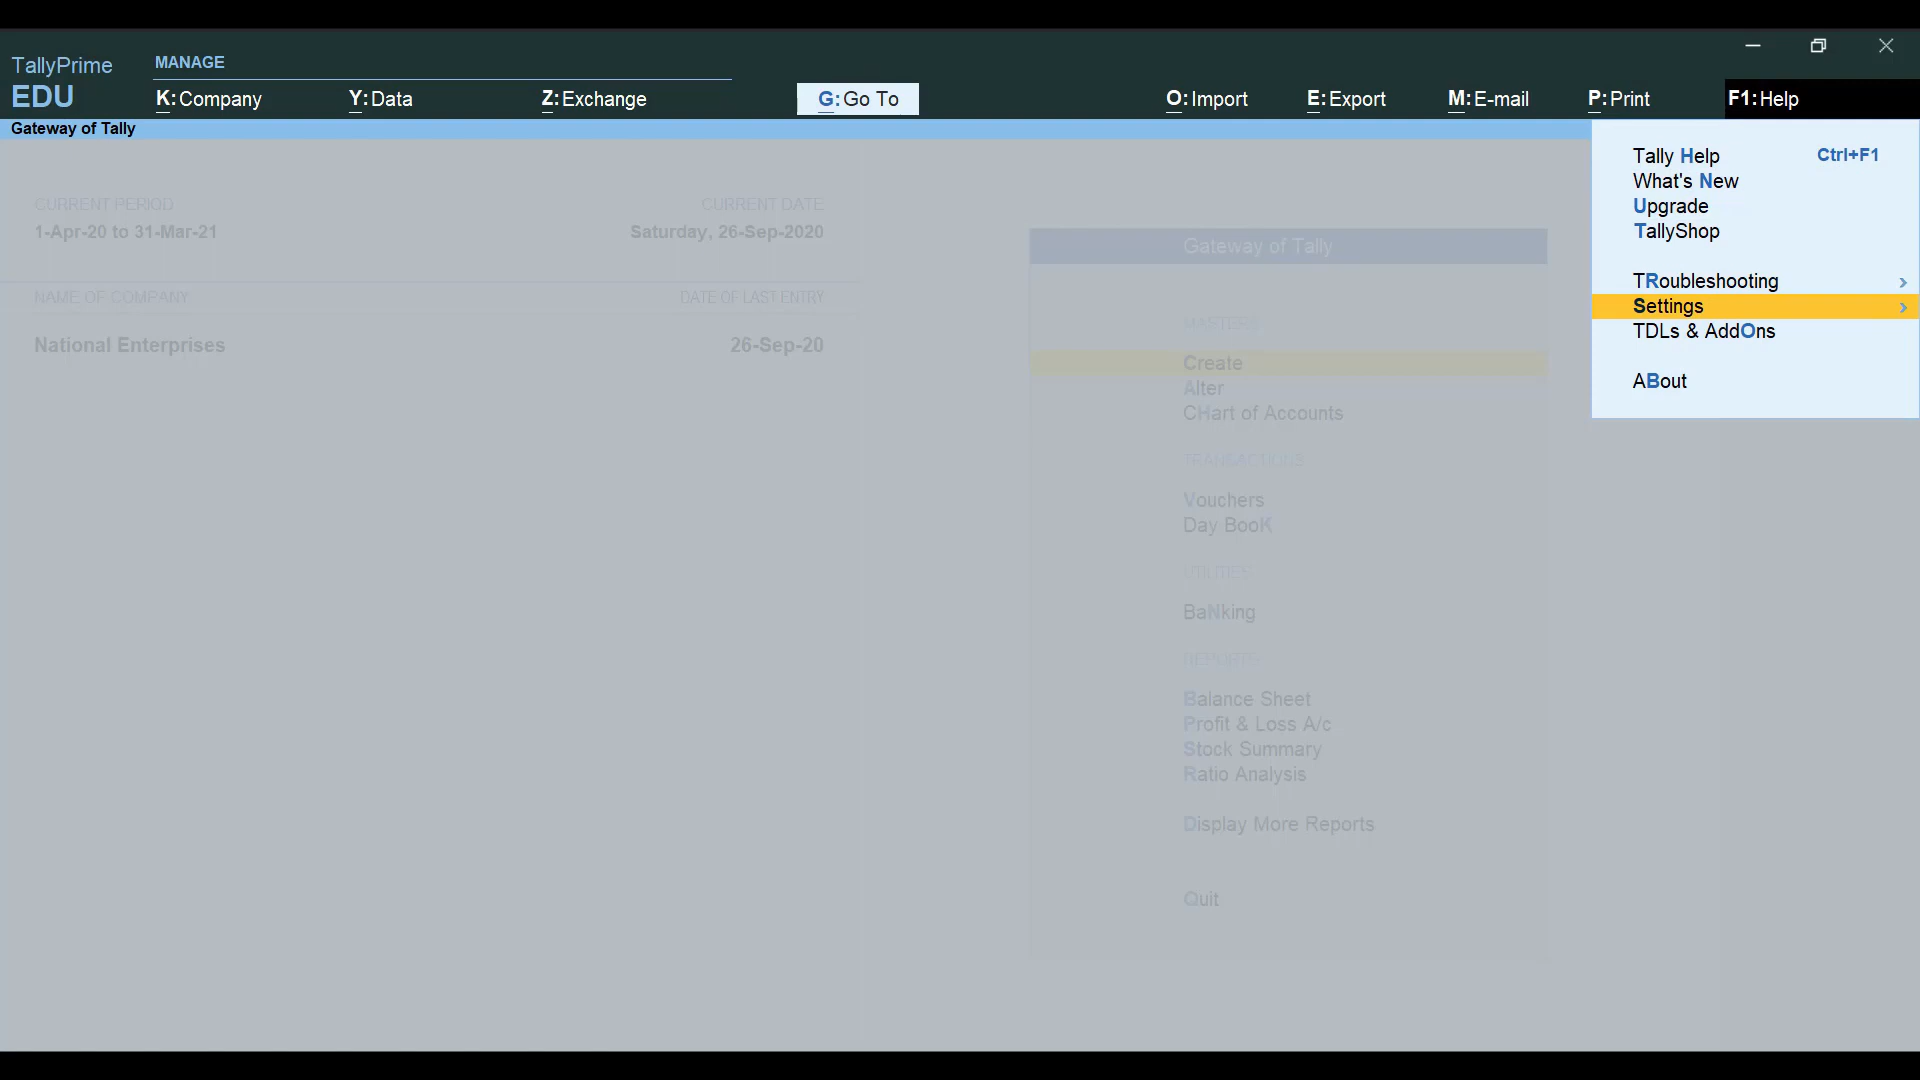 TallyPrime
EDU
MANAGE
K:Company
Y:Data
Z:Exchange
G:Go To
O:Import
E:Export
M:E-mail
P:Print
F1:Help
Gateway of Tally
CURRENT PERIOD
CURRENT DATE
1-Apr-20 to 31-Mar-21
Saturday, 26-Sep-2020
NAME OF COMPANY
DATE OF LAST ENTRY
National Enterprises
26-Sep-20
Gateway of Tally
MASTERS
Create
Alter
CHart of Accounts
TRANSACTIONS
Vouchers
Day BooK
UTILITIES
BaNking
REPORTS
Balance Sheet
Profit & Loss A/c
Stock Summary
Ratio Analysis
Display More Reports
Quit
Tally Help Ctrl+F1
What's New
Upgrade
TallyShop
TRoubleshooting
Settings
TDLs & AddOns
ABout